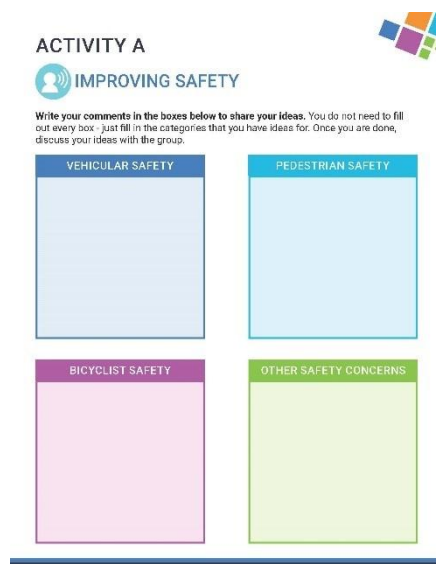 ACTIVITY A
IMPROVING SAFETY
Write your comments in the boxes below to share your ideas. You do not need to fill
out every box - just fill in the categories that you have ideas for. Once you are done,
discuss your ideas with the group.
VEHICULAR SAFETY
PEDESTRIAN SAFETY
BICYCLIST SAFETY
OTHER SAFETY CONCERNS